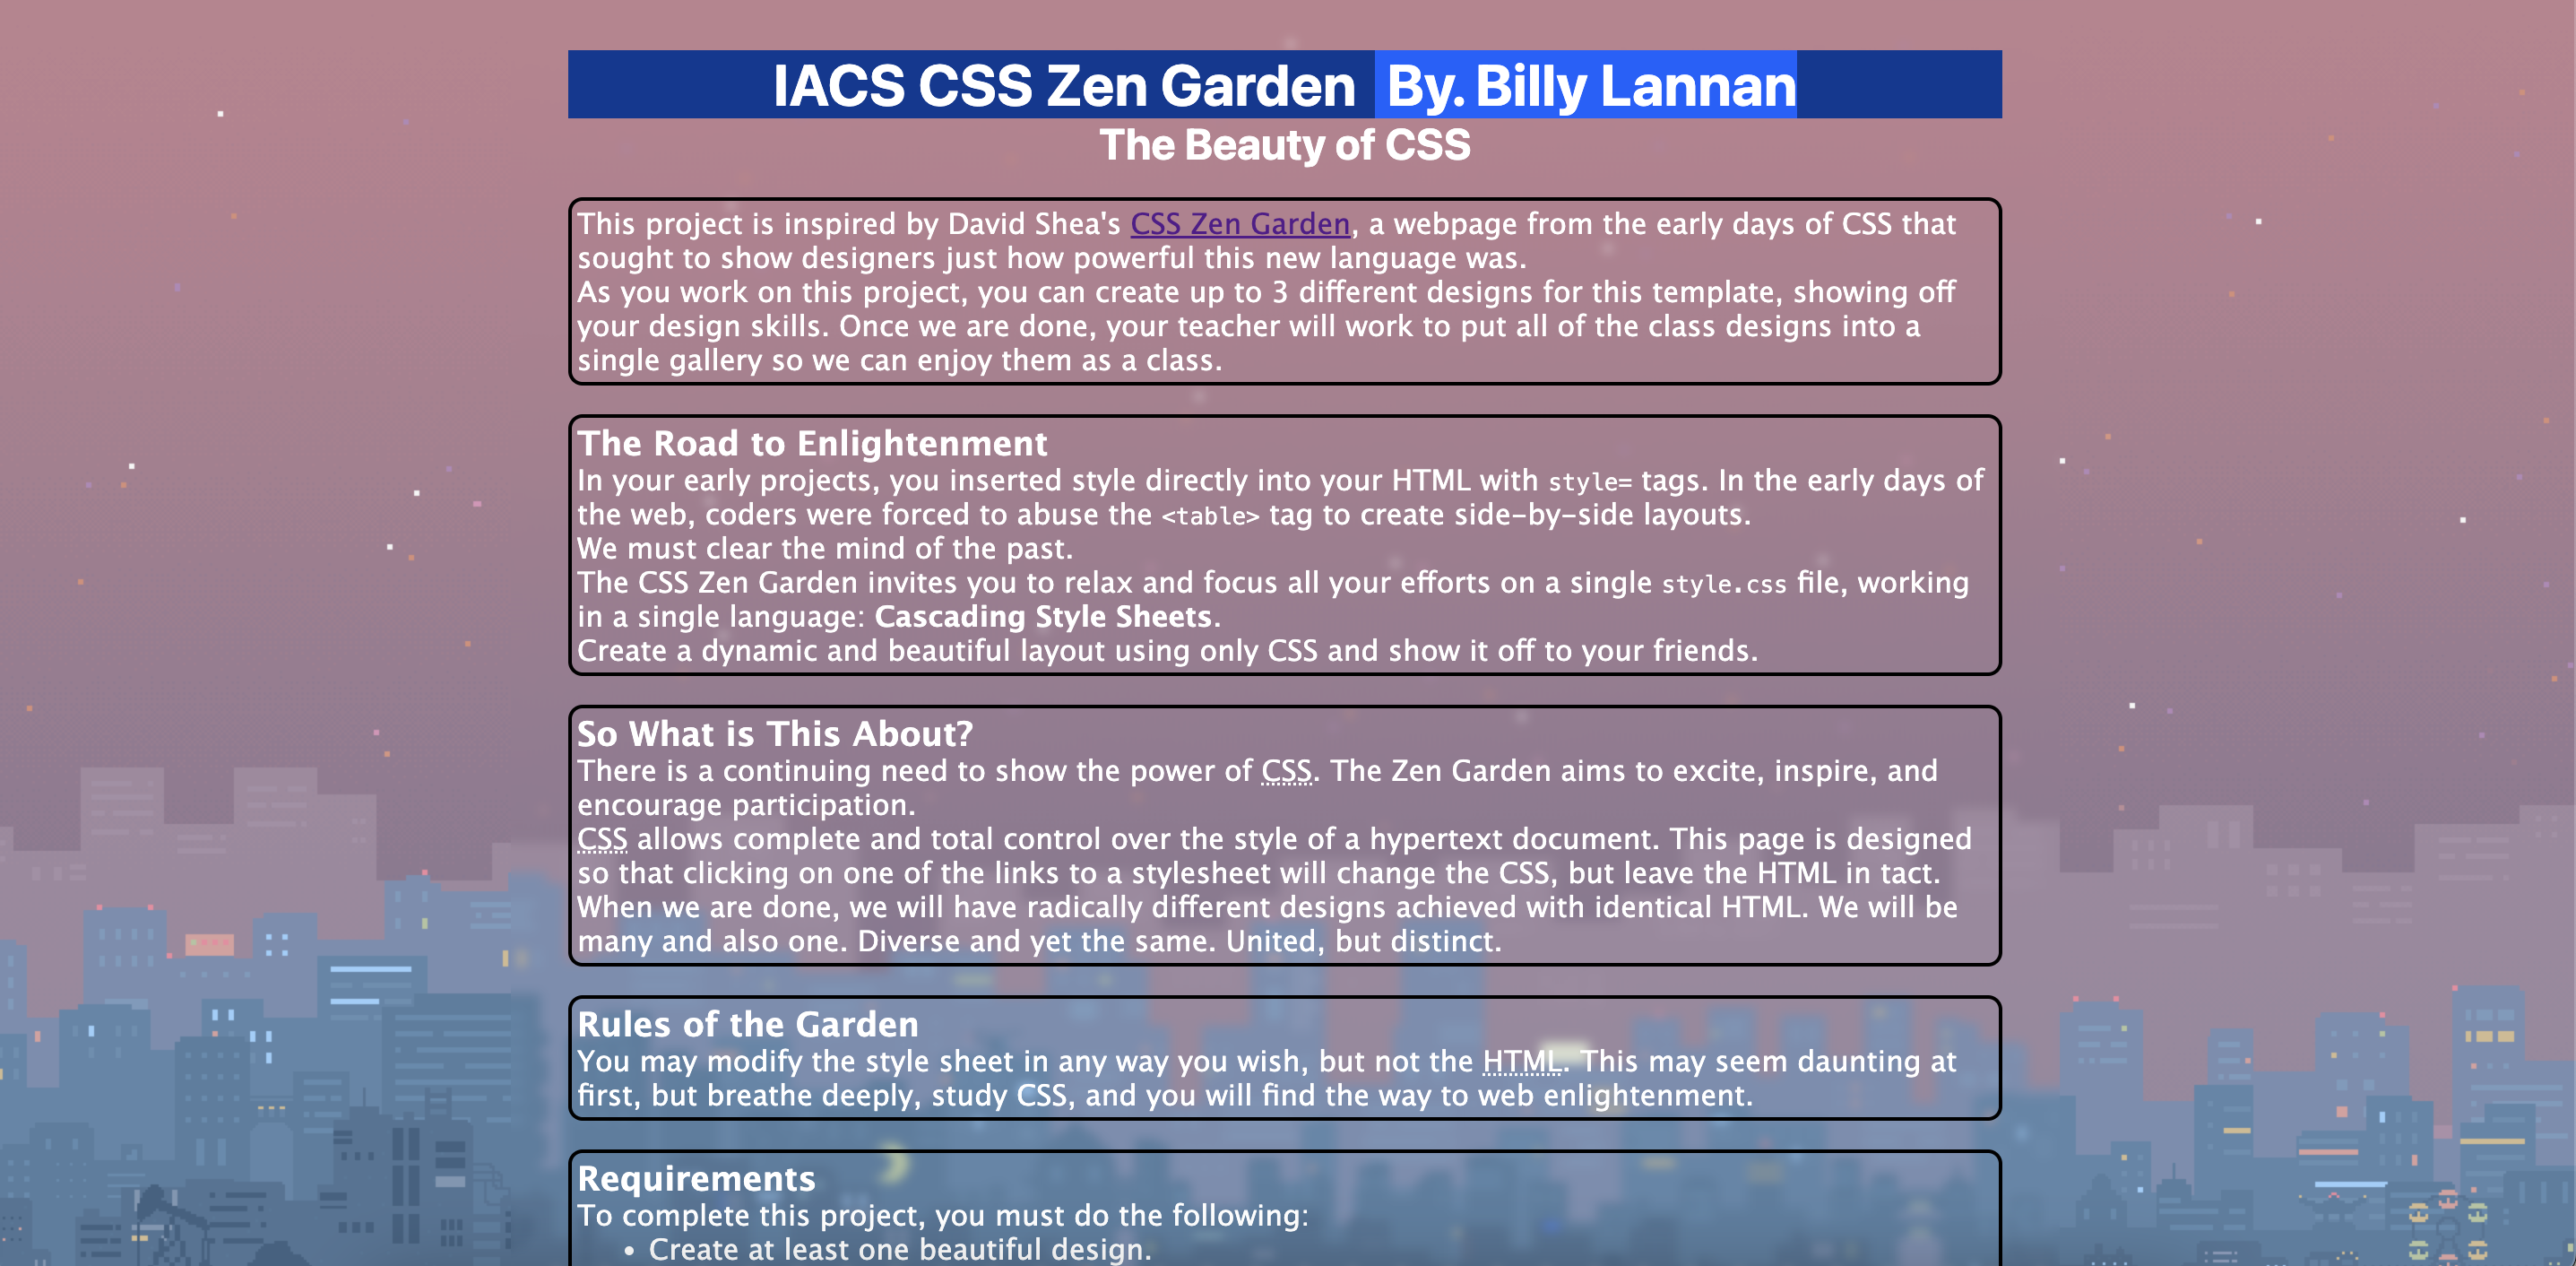 IACS CSS Zen Garden By. Billy Lannan
The Beauty of CSS
This project is inspired by David Shea's CSS Zen Garden, a webpage from the early days of CSS that
sought to show designers just how powerful this new language was.
As you work on this project, you can create up to 3 different designs for this template, showing off
your design skills. Once we are done, your teacher will work to put all of the class designs into a
single gallery so we can enjoy them as a class.
The Road to Enlightenment
In your early projects, you inserted style directly into your HTML with style= tags. In the early days of
the web, coders were forced to abuse the <table> tag to create side-by-side layouts.
We must clear the mind of the past.
The CSS Zen Garden invites you to relax and focus all your efforts on a single style.css file, working
in a single language: Cascading Style Sheets.
Create a dynamic and beautiful layout using only CSS and show it off to your friends.
So What is This About?
There is a continuing need to show the power of CSS. The Zen Garden aims to excite, inspire, and
encourage participation.
CSS allows complete and total control over the style of a hypertext document. This page is designed
so that clicking on one of the links to a stylesheet will change the CSS, but leave the HTML in tact.
When we are done, we will have radically different designs achieved with identical HTML. We will be
many and also one. Diverse and yet the same. United, but distinct.
Rules of the Garden
You may modify the style sheet in any way you wish, but not the HTML. This may seem daunting at
first, but breathe deeply, study CSS, and you will find the way to web enlightenment.
Requirements
To complete this project, you must do the following:
• Create at least one beautiful design.